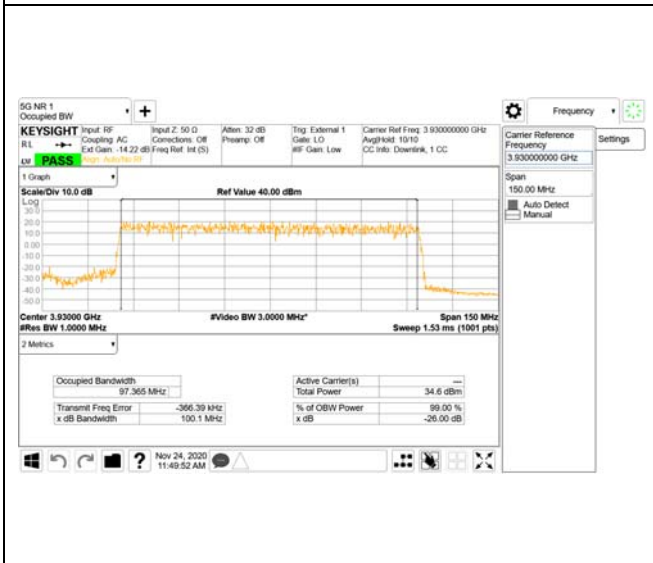 5G NR 1
Occupied BW
+
Frequency
KEYSIGHT Input: RF Input Z: 50 Ω Atten: 32 dB Trig: External 1 Carrier Ref Freq: 3.930000000 GHz
RL Coupling: AC Corrections: Off Preamp: Off Gate: LO Avg|Hold: 10/10
Ext Gain: -14.22 dB Freq Ref: Int (S) #IF Gain: Low CC Info: Downlink, 1 CC
PASS Align: Auto/No RF
Carrier Reference
Frequency
3.930000000 GHz
Settings
Span
150.00 MHz
Auto Detect
Manual
1 Graph
Scale/Div 10.0 dB Ref Value 40.00 dBm
Log
30.0
20.0
10.0
0.00
-10.0
-20.0
-30.0
-40.0
-50.0
Center 3.93000 GHz #Video BW 3.0000 MHz* Span 150 MHz
#Res BW 1.0000 MHz Sweep 1.53 ms (1001 pts)
2 Metrics
Occupied Bandwidth
97.365 MHz
Transmit Freq Error -366.39 kHz
x dB Bandwidth 100.1 MHz
Active Carrier(s) ---
Total Power 34.6 dBm
% of OBW Power 99.00 %
x dB -26.00 dB
? Nov 24, 2020
11:49:52 AM